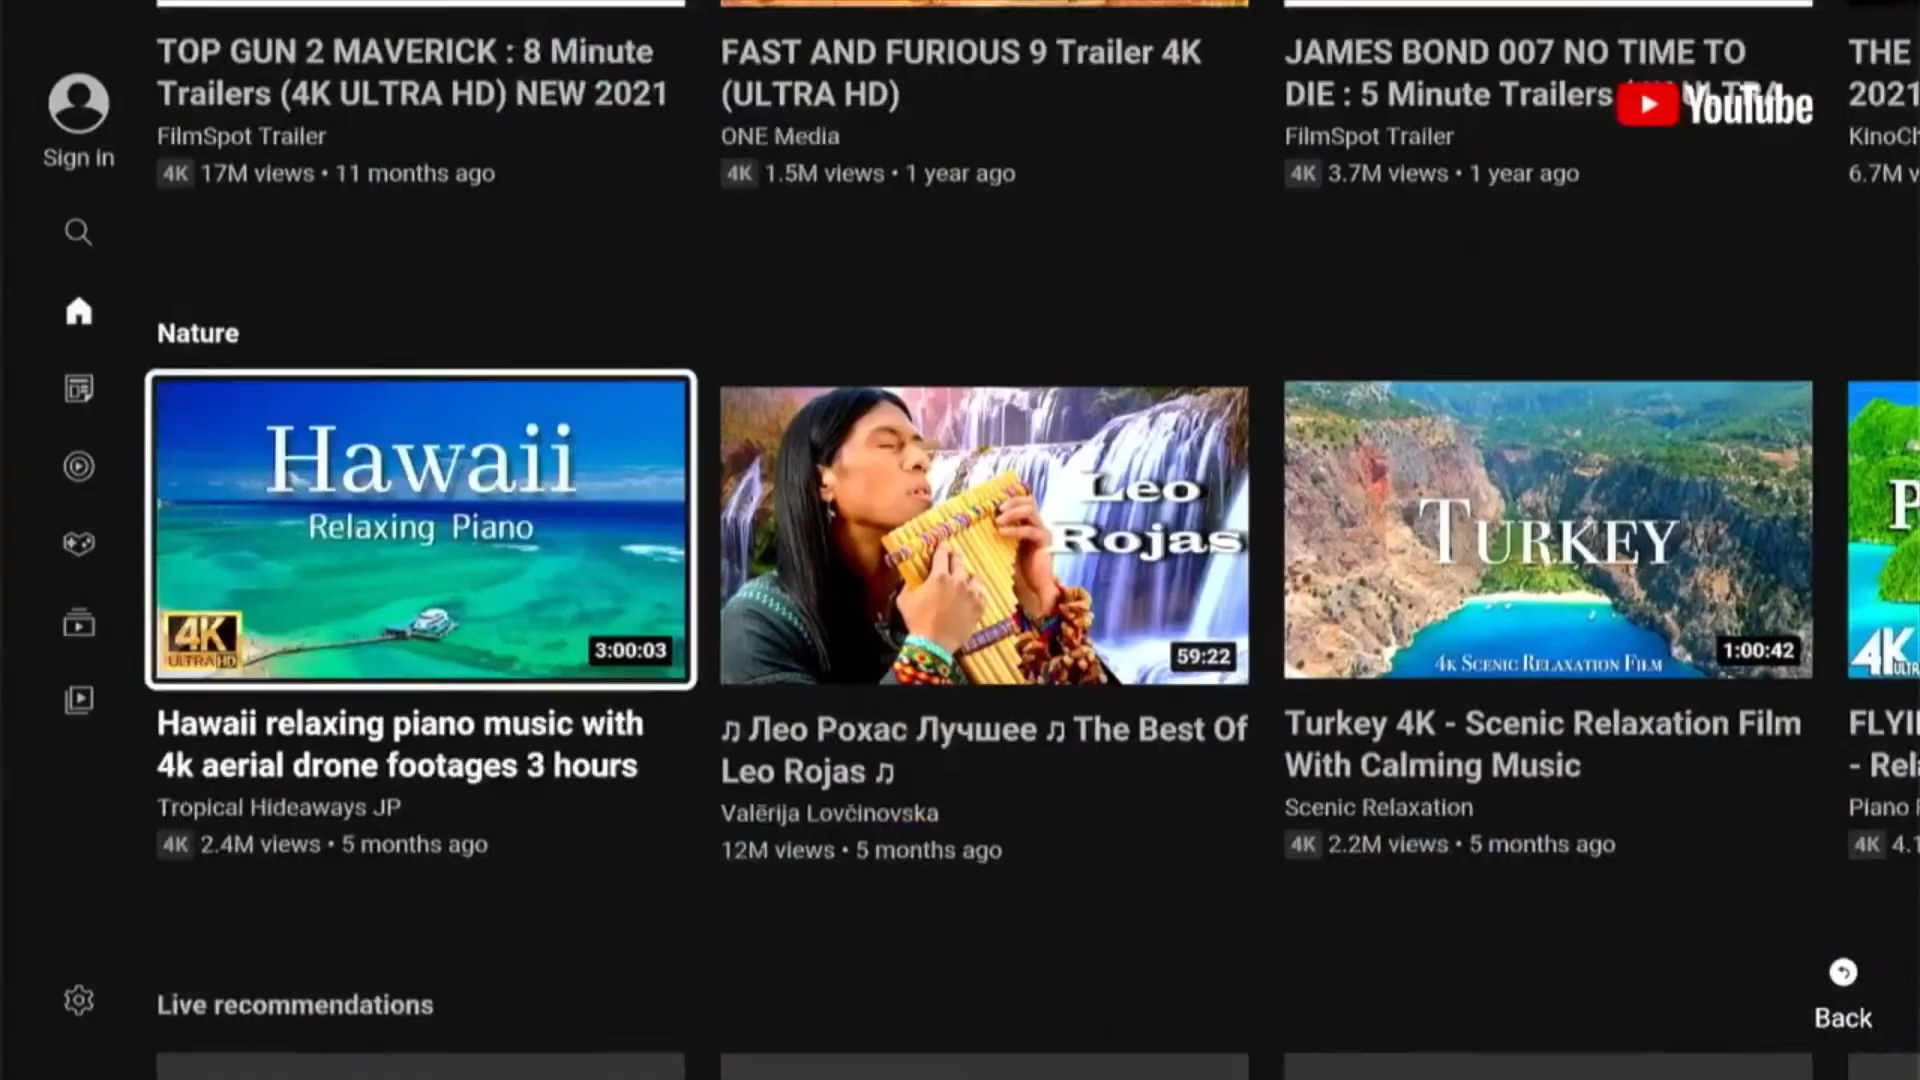 TOP GUN 2 MAVERICK : 8 Minute
Trailers (4K ULTRA HD) NEW 2021
FilmSpot Trailer
4K 17M views • 11 months ago
FAST AND FURIOUS 9 Trailer 4K
(ULTRA HD)
ONE Media
4K 1.5M views • 1 year ago
JAMES BOND 007 NO TIME TO
DIE : 5 Minute Trailers
FilmSpot Trailer
4K 3.7M views • 1 year ago
THE
2021
6.7M
YouTube
Sign in
Nature
Hawaii
Relaxing Piano
4K
ULTRA HD
3:00:03
Hawaii relaxing piano music with
4k aerial drone footages 3 hours
Tropical Hideaways JP
4K 2.4M views • 5 months ago
Leo
Rojas
59:22
♫ Лео Рохас Лучшее ♫ The Best Of
Leo Rojas ♫
Valērija Lovčinovska
12M views • 5 months ago
TURKEY
4K SCENIC RELAXATION FILM
1:00:42
Turkey 4K - Scenic Relaxation Film
With Calming Music
Scenic Relaxation
4K 2.2M views • 5 months ago
4K
Piano
4K
Live recommendations
Back